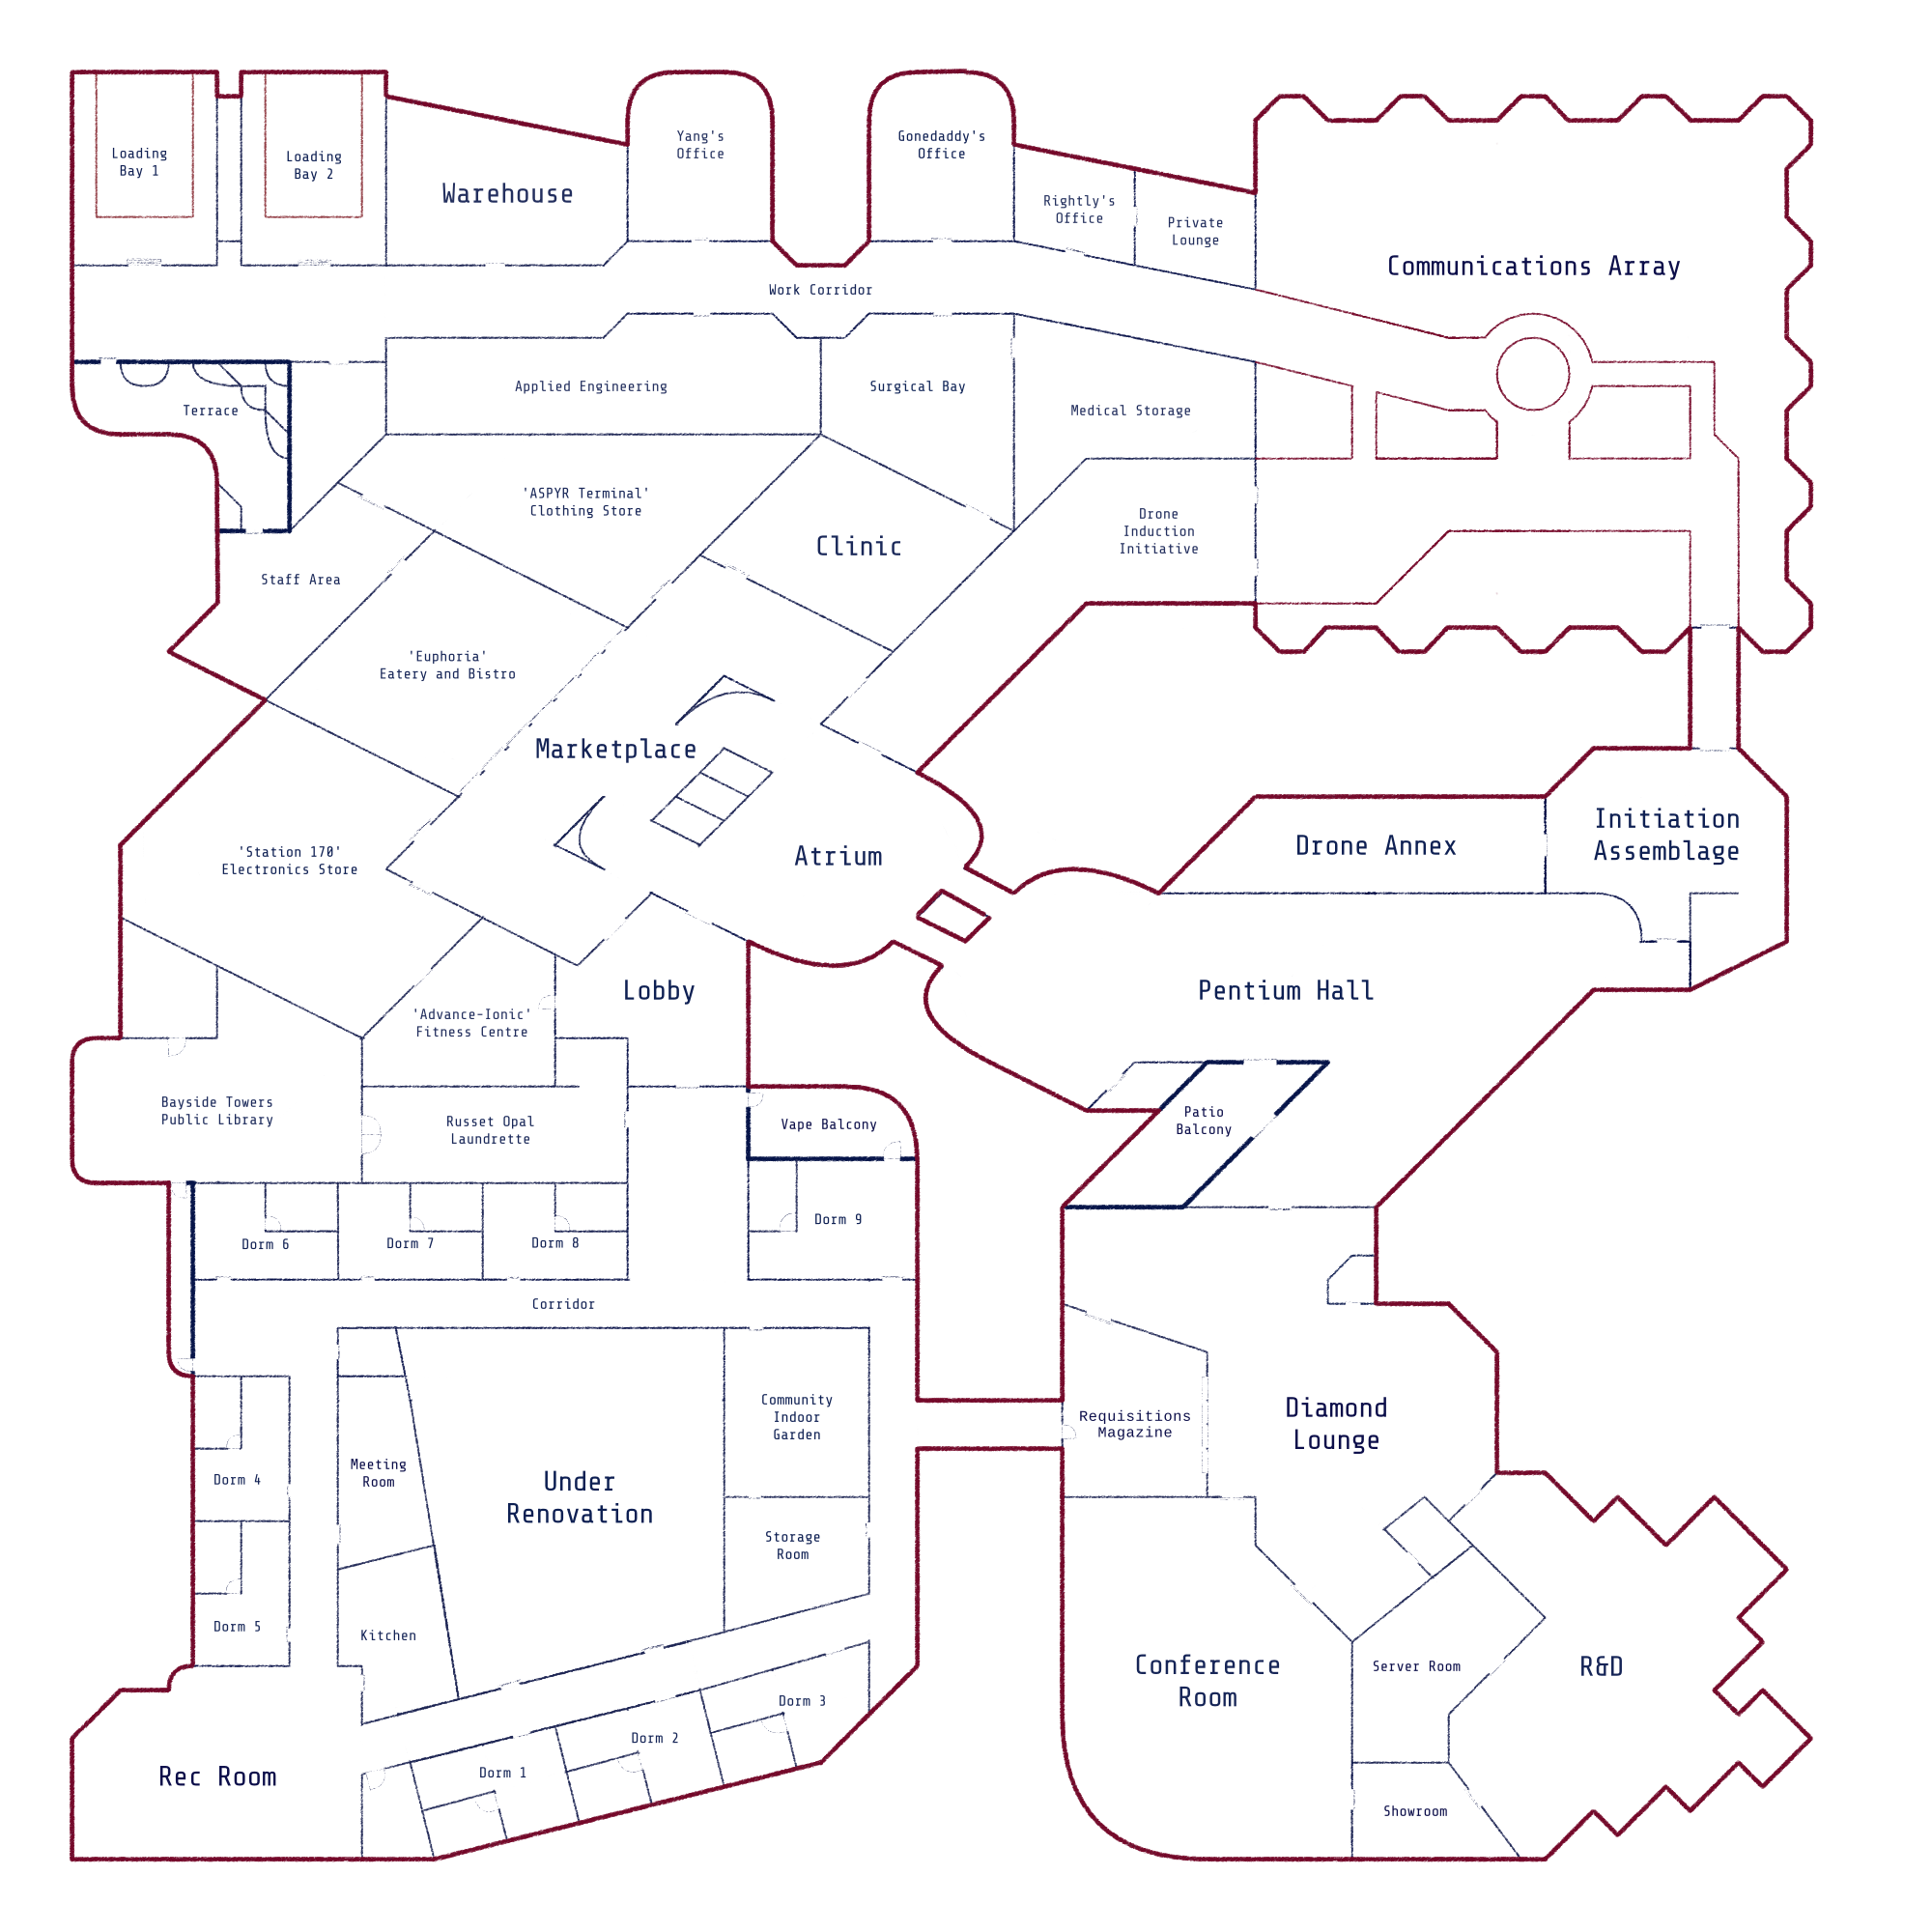 Loading
Bay 1
Loading
Bay 2
Warehouse
Yang's
Office
Gonedaddy's
Office
Rightly's
Office
Private
Lounge
Communications Array
Work Corridor
Applied Engineering
Surgical Bay
Medical Storage
Terrace
'ASPYR Terminal'
Clothing Store
Clinic
Drone
Induction
Initiative
Staff Area
'Euphoria'
Eatery and Bistro
Marketplace
Atrium
'Station 170'
Electronics Store
Drone Annex
Initiation
Assemblage
Lobby
Pentium Hall
'Advance-Ionic'
Fitness Centre
Bayside Towers
Public Library
Russet Opal
Laundrette
Vape Balcony
Patio
Balcony
Dorm 6
Dorm 7
Dorm 8
Dorm 9
Corridor
Community
Indoor
Garden
Requisitions
Magazine
Diamond
Lounge
Dorm 4
Meeting
Room
Under
Renovation
Storage
Room
Dorm 5
Kitchen
Conference
Room
Server Room
R&D
Rec Room
Dorm 1
Dorm 2
Dorm 3
Showroom